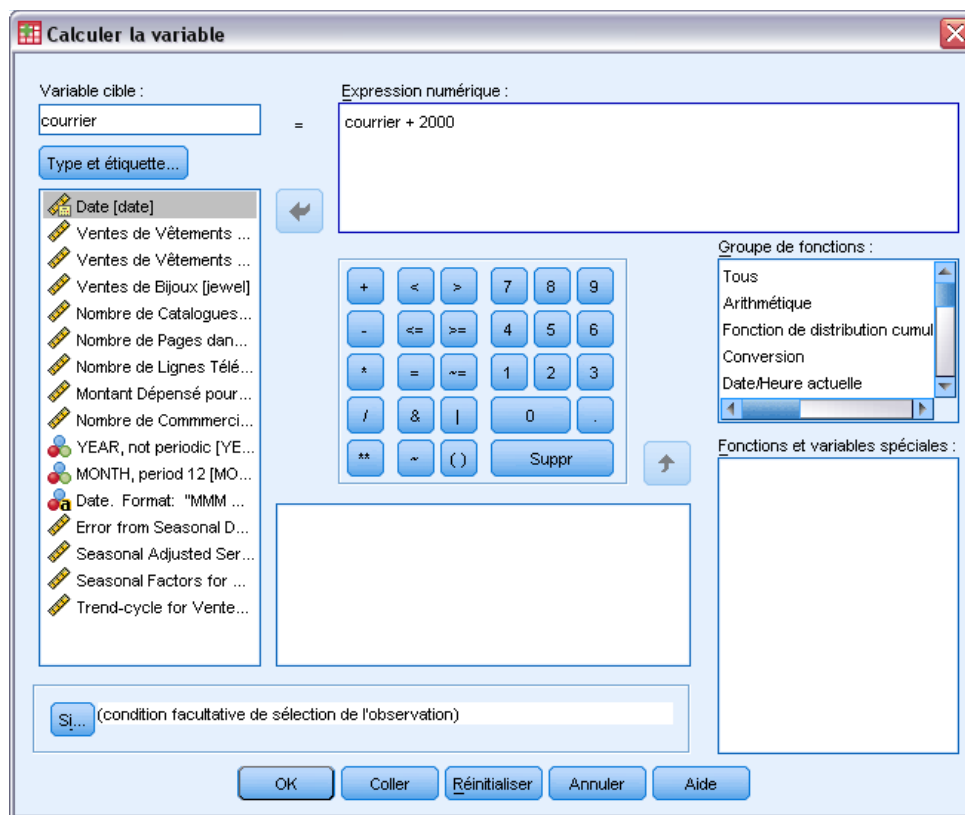 Calculer la variable
Variable cible :
courrier
=
Expression numérique :
courrier + 2000
Type et étiquette...
Date [date]
Ventes de Vêtements ...
Ventes de Vêtements ...
Ventes de Bijoux [jewel]
Nombre de Catalogues...
Nombre de Pages dan...
Nombre de Lignes Télé...
Montant Dépensé pour...
Nombre de Commmerci...
YEAR, not periodic [YE...
MONTH, period 12 [MO...
Date. Format: "MMM ...
Error from Seasonal D...
Seasonal Adjusted Ser...
Seasonal Factors for ...
Trend-cycle for Vente...
+ < > 7 8 9
- <= >= 4 5 6
* = ~= 1 2 3
/ & | 0 .
** ~ ( ) Suppr
Groupe de fonctions :
Tous
Arithmétique
Fonction de distribution cumul
Conversion
Date/Heure actuelle
Fonctions et variables spéciales :
Si... (condition facultative de sélection de l'observation)
OK Coller Réinitialiser Annuler Aide